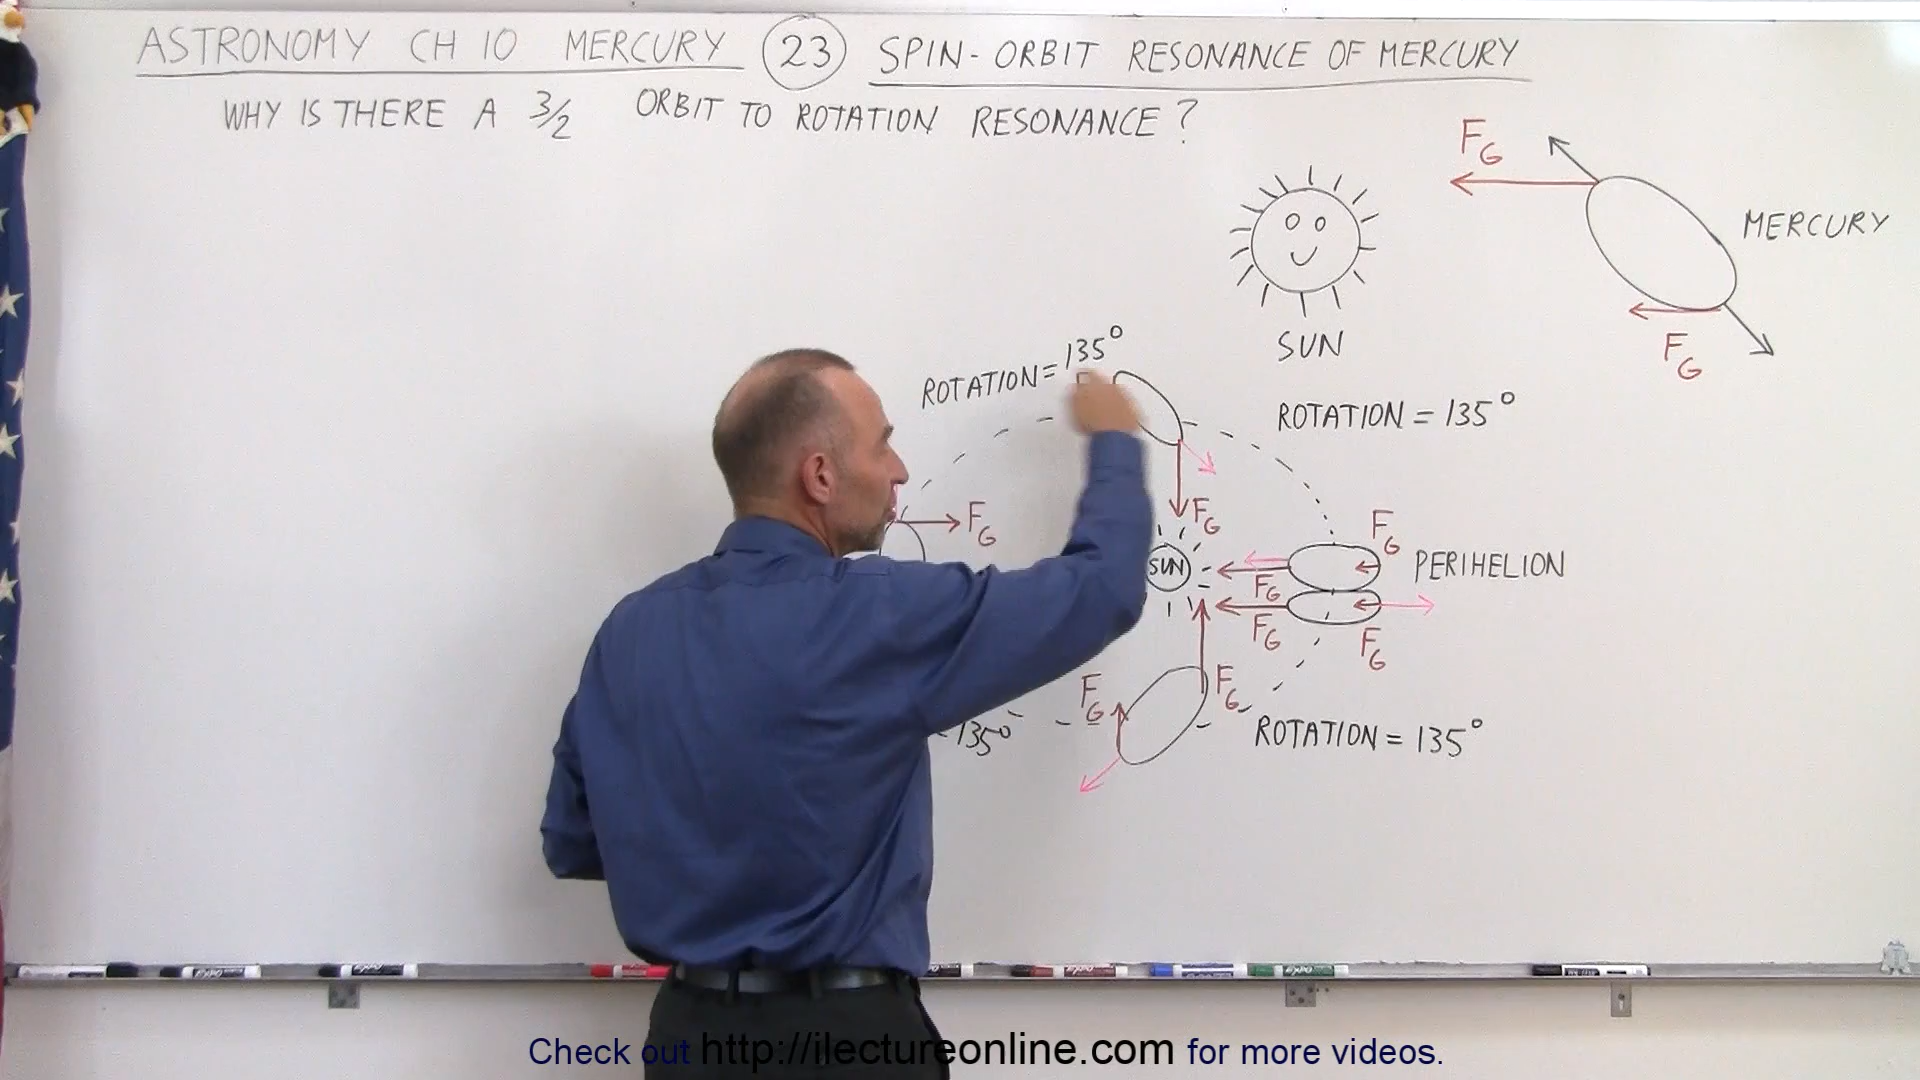 ASTRONOMY CH 10 MERCURY 23 SPIN-ORBIT RESONANCE OF MERCURY
WHY IS THERE A 3/2 ORBIT TO ROTATION RESONANCE?
FG
MERCURY
FG
SUN
ROTATION = 135°
ROTATION = 135°
FG
FG
FG
SUN
FG
PERIHELION
FG
FG
FG
FG
135°
ROTATION = 135°
Check out http://ilectureonline.com for more videos.